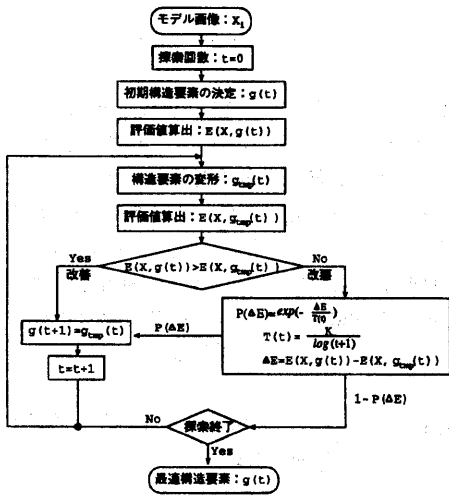 モデル画像：X₁
探索回数：t=0
初期構造要素の決定：g(t)
評価値算出：E(X,g(t))
構造要素の変形：g_tmp(t)
評価値算出：E(X,g_tmp(t) )
Yes
改善
E(X,g(t))>E(X,g_tmp(t) )
No
改悪
P(ΔE)=exp(- ΔE/T(t) )
T(t)= K/log(t+1)
ΔE=E(X,g(t))-E(X, g_tmp(t))
P(ΔE)
g(t+1)=g_tmp(t)
t=t+1
1- P(ΔE)
No
探索終了
Yes
最適構造要素：g(t)